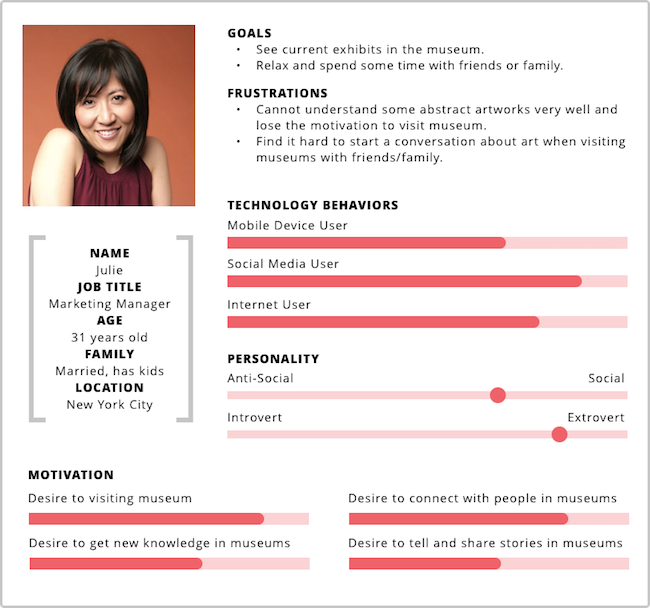 GOALS
• See current exhibits in the museum.
• Relax and spend some time with friends or family.
FRUSTRATIONS
• Cannot understand some abstract artworks very well and
lose the motivation to visit museum.
• Find it hard to start a conversation about art when visiting
museums with friends/family.
NAME
Julie
JOB TITLE
Marketing Manager
AGE
31 years old
FAMILY
Married, has kids
LOCATION
New York City
TECHNOLOGY BEHAVIORS
Mobile Device User
Social Media User
Internet User
PERSONALITY
Anti-Social Social
Introvert Extrovert
MOTIVATION
Desire to visiting museum
Desire to get new knowledge in museums
Desire to connect with people in museums
Desire to tell and share stories in museums